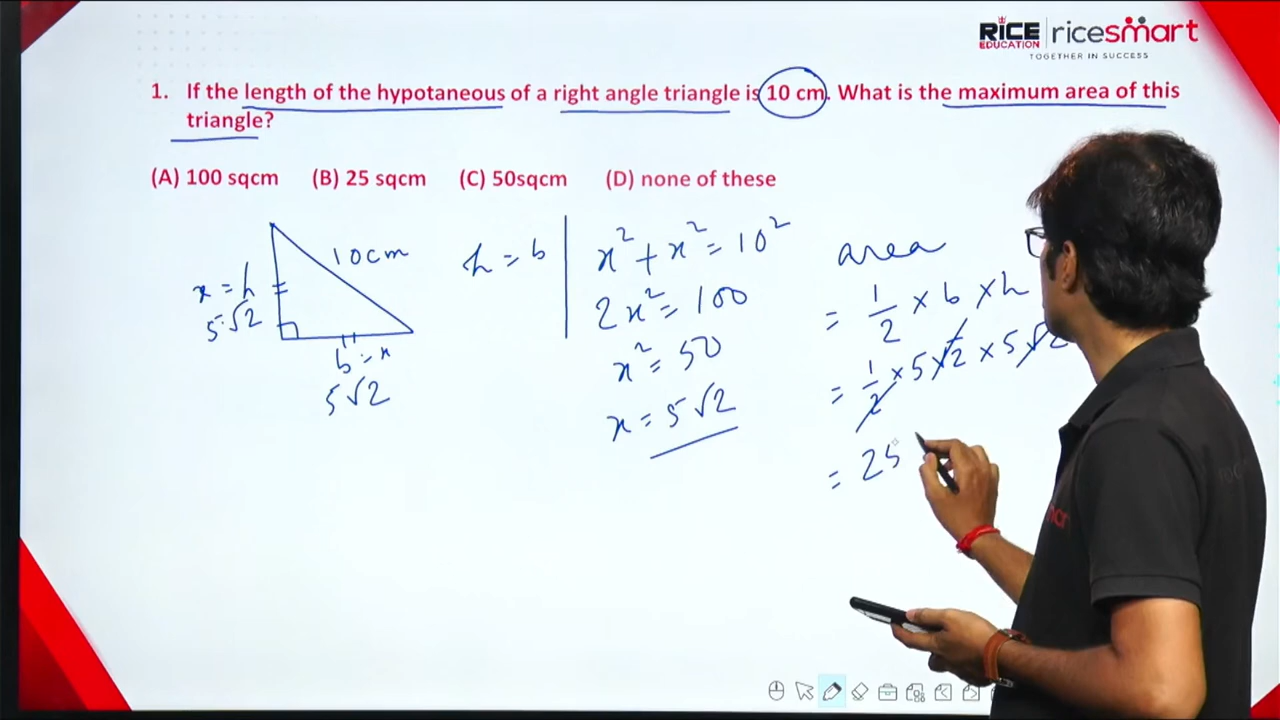 RICE EDUCATION ricesmart
TOGETHER IN SUCCESS
1. If the length of the hypotaneous of a right angle triangle is 10 cm. What is the maximum area of this
triangle?
(A) 100 sqcm (B) 25 sqcm (C) 50sqcm (D) none of these
10cm
x = h
5√2
b = x
5√2
h = b
x² + x² = 10²
2x² = 100
x² = 50
x = 5√2
area
= 1/2 × b × h
= 1/2 × 5√2 × 5√2
= 25